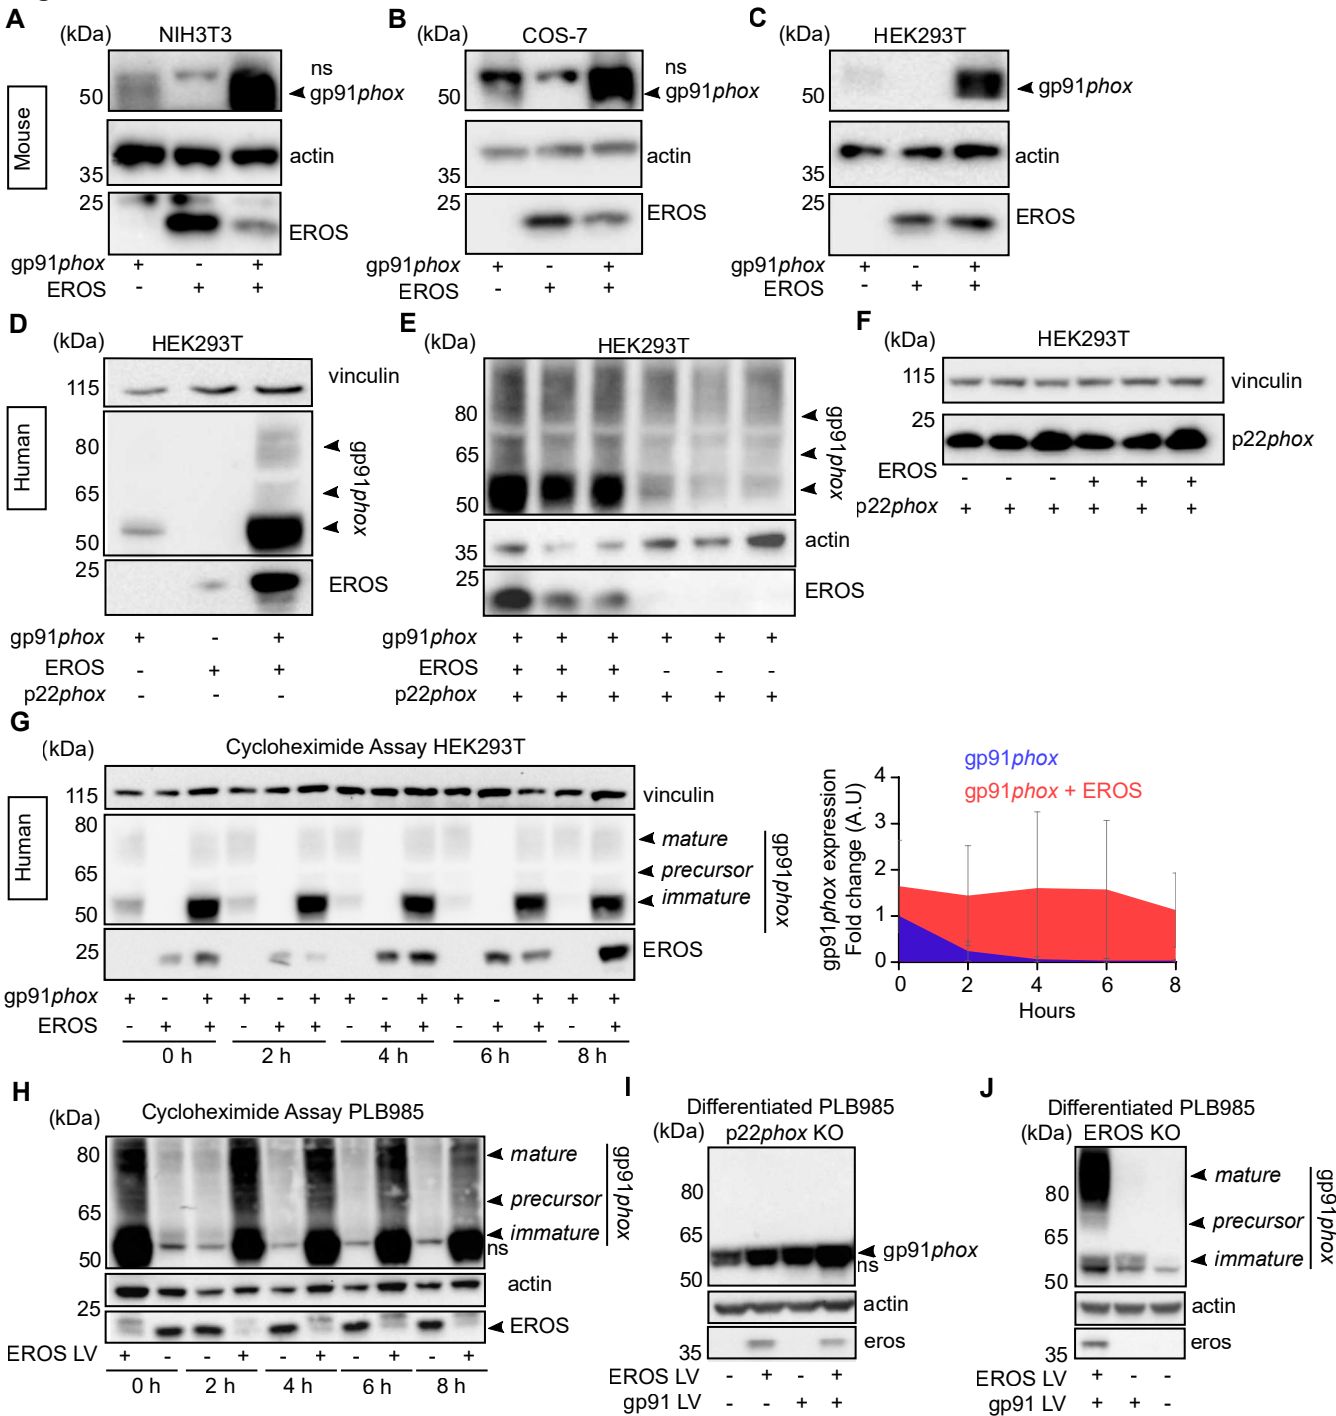 A
(kDa)
NIH3T3
ns
gp91phox
50
actin
35
25
EROS
gp91phox + - +
EROS - + +
Mouse
B
(kDa)
COS-7
ns
gp91phox
50
actin
35
25
EROS
gp91phox + - +
EROS - + +
C
(kDa)
HEK293T
gp91phox
50
actin
35
25
EROS
gp91phox + - +
EROS - + +
D
(kDa)
HEK293T
115
vinculin
80
65
50
gp91phox
25
EROS
gp91phox + - +
EROS - + +
p22phox - - -
Human
E
(kDa)
HEK293T
80
65
50
gp91phox
actin
35
25
EROS
gp91phox + + + + + +
EROS + + + - - -
p22phox + + + + + +
F
(kDa)
HEK293T
115
vinculin
25
p22phox
EROS - - - + + +
p22phox + + + + + +
G
(kDa)
Cycloheximide Assay HEK293T
115
vinculin
80
mature
65
precursor
50
immature
gp91phox
25
EROS
gp91phox + - + + - + + - + + - + + +
EROS - + + - + + - + + - + + - +
0 h 2 h 4 h 6 h 8 h
Human
gp91phox
gp91phox + EROS
gp91phox expression
Fold change (A.U)
4
3
2
1
0
0 2 4 6 8
Hours
H
(kDa)
Cycloheximide Assay PLB985
80
mature
precursor
65
immature
ns
50
gp91phox
actin
25
EROS
EROS LV + - - + - + - + - +
0 h 2 h 4 h 6 h 8 h
I
Differentiated PLB985
(kDa) p22phox KO
80
65
gp91phox
ns
50
actin
eros
35
EROS LV - + - +
gp91 LV - - + +
J
Differentiated PLB985
(kDa) EROS KO
mature
80
precursor
65
immature
50
gp91phox
actin
eros
35
EROS LV + - -
gp91 LV + + -